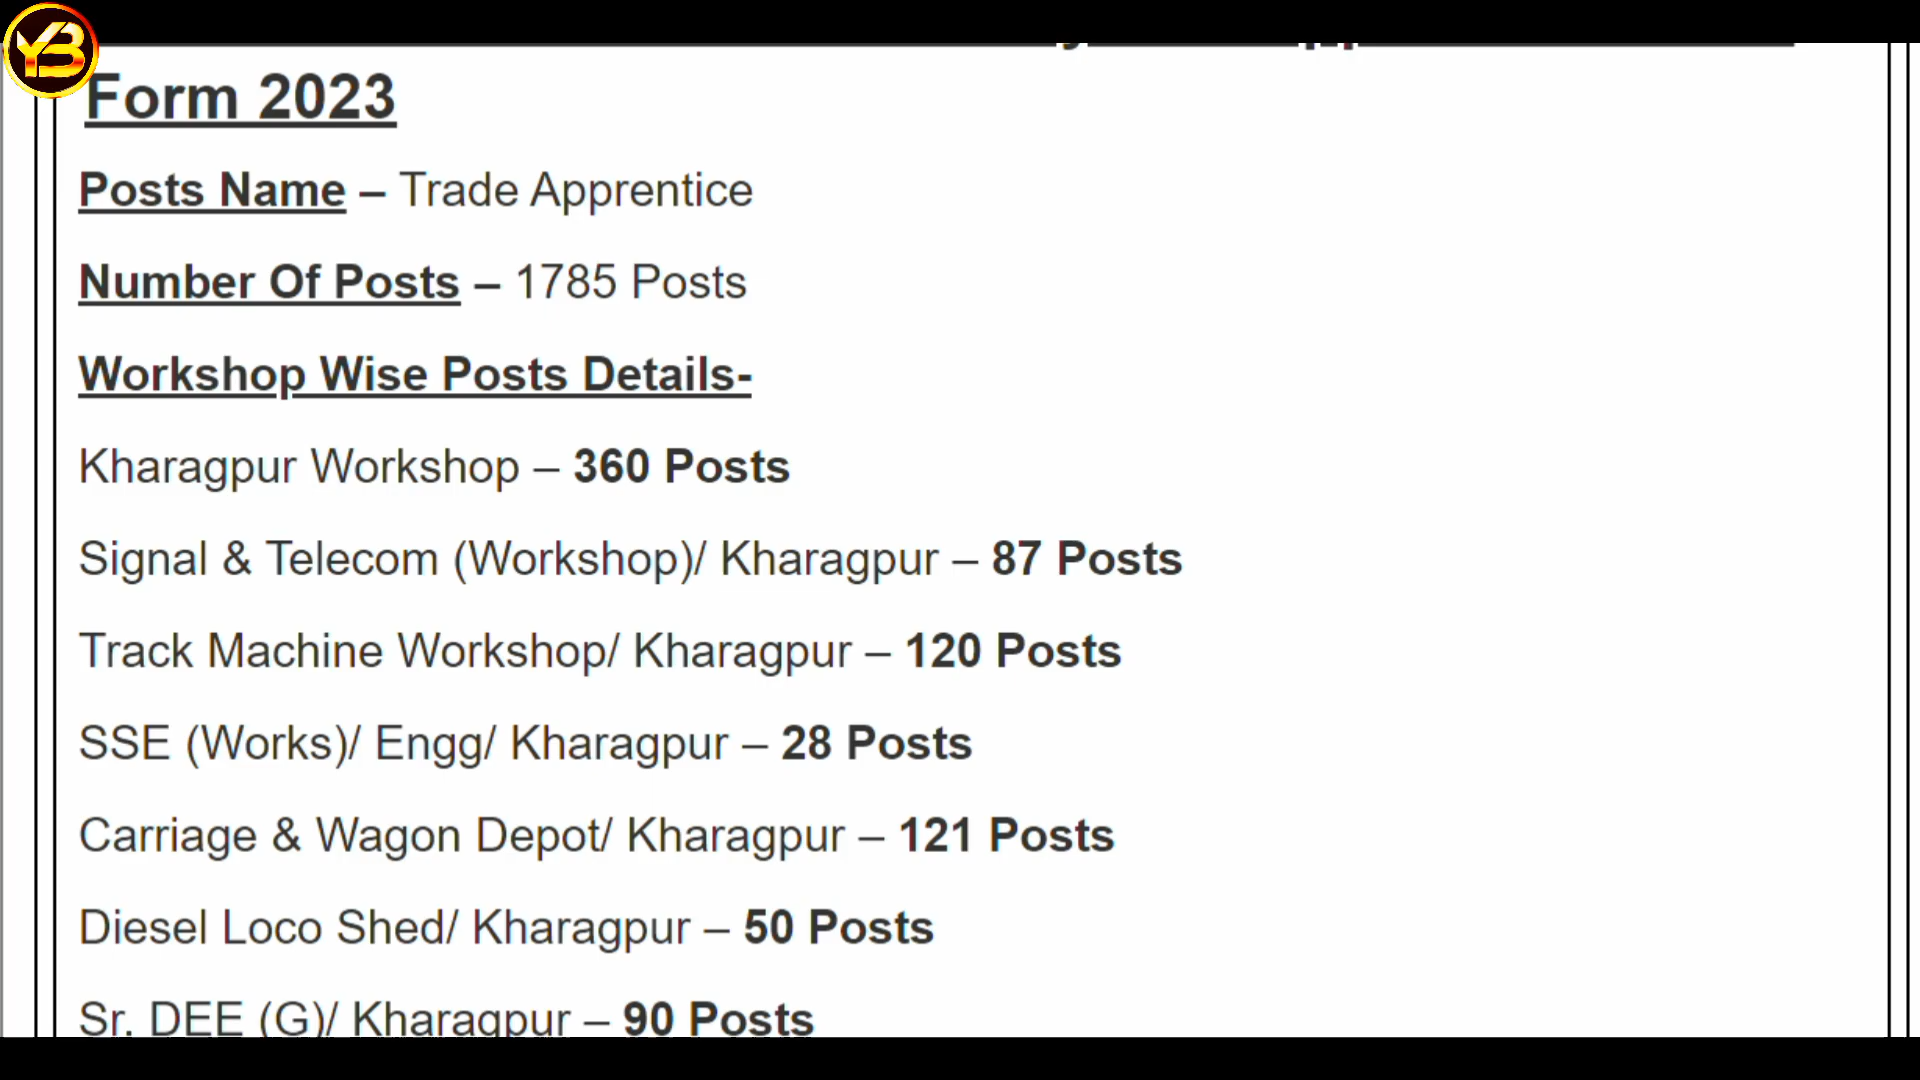 YB
Form 2023
Posts Name – Trade Apprentice
Number Of Posts – 1785 Posts
Workshop Wise Posts Details-
Kharagpur Workshop – 360 Posts
Signal & Telecom (Workshop)/ Kharagpur – 87 Posts
Track Machine Workshop/ Kharagpur – 120 Posts
SSE (Works)/ Engg/ Kharagpur – 28 Posts
Carriage & Wagon Depot/ Kharagpur – 121 Posts
Diesel Loco Shed/ Kharagpur – 50 Posts
Sr. DEE (G)/ Kharagpur – 90 Posts